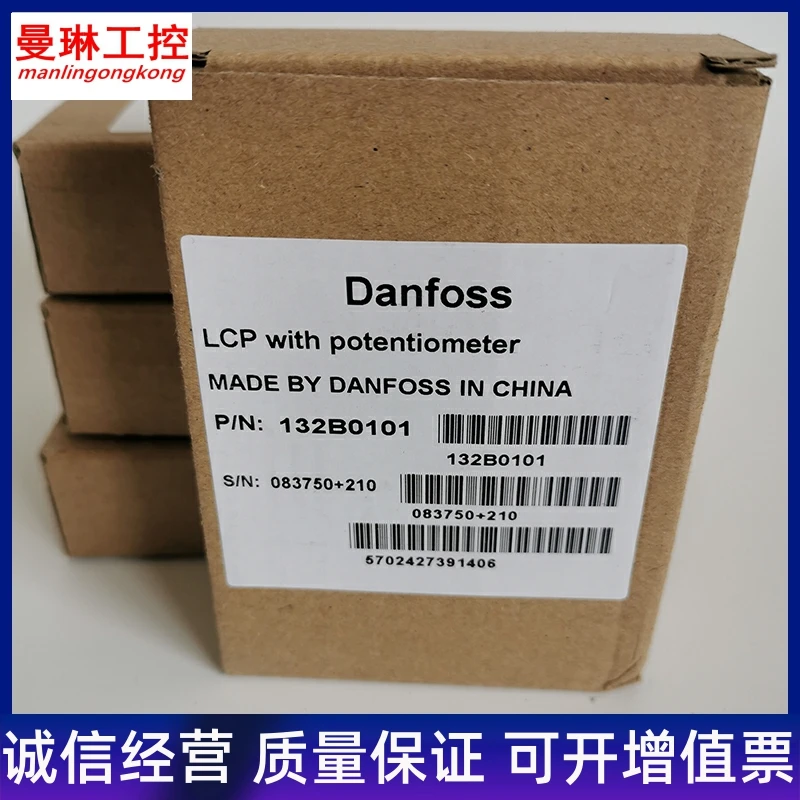 曼琳工控
manlingongkong
Danfoss
LCP with potentiometer
MADE BY DANFOSS IN CHINA
P/N: 132B0101
132B0101
S/N: 083750+210
083750+210
5702427391406
诚信经营 质量保证 可开增值票